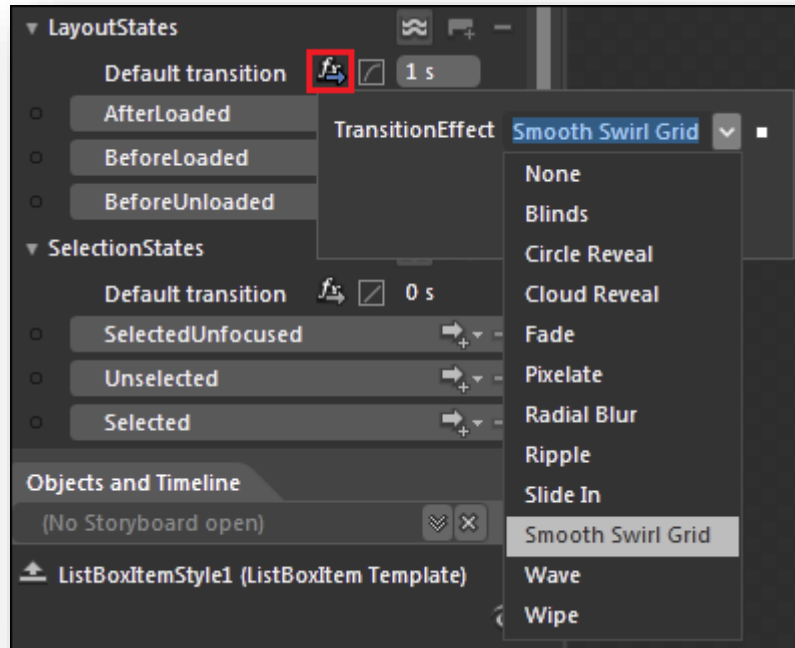 LayoutStates
Default transition fx 1 s
AfterLoaded
TransitionEffect Smooth Swirl Grid
BeforeLoaded
None
BeforeUnloaded
Blinds
SelectionStates
Circle Reveal
Default transition fx 0 s
Cloud Reveal
SelectedUnfocused
Fade
Unselected
Pixelate
Selected
Radial Blur
Ripple
Objects and Timeline
Slide In
(No Storyboard open)
Smooth Swirl Grid
ListBoxItemStyle1 (ListBoxItem Template)
Wave
Wipe